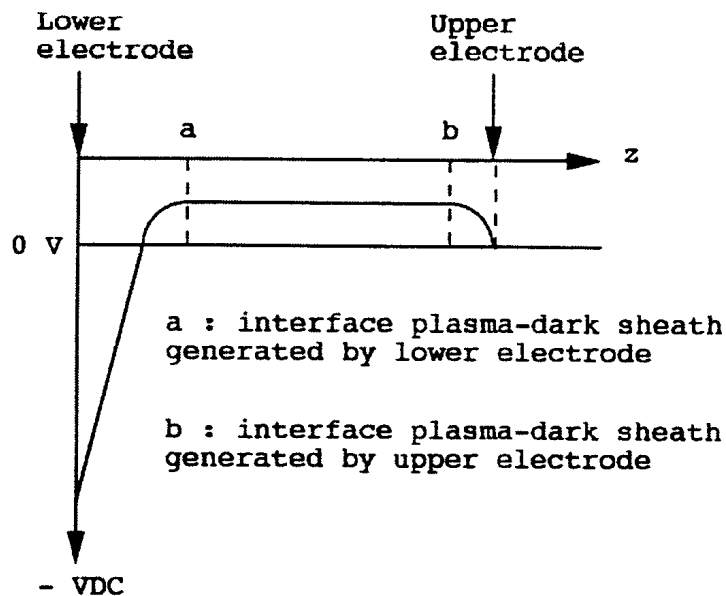 Lower
electrode
Upper
electrode
a
b
z
0 V
a : interface plasma-dark sheath
generated by lower electrode
b : interface plasma-dark sheath
generated by upper electrode
- VDC